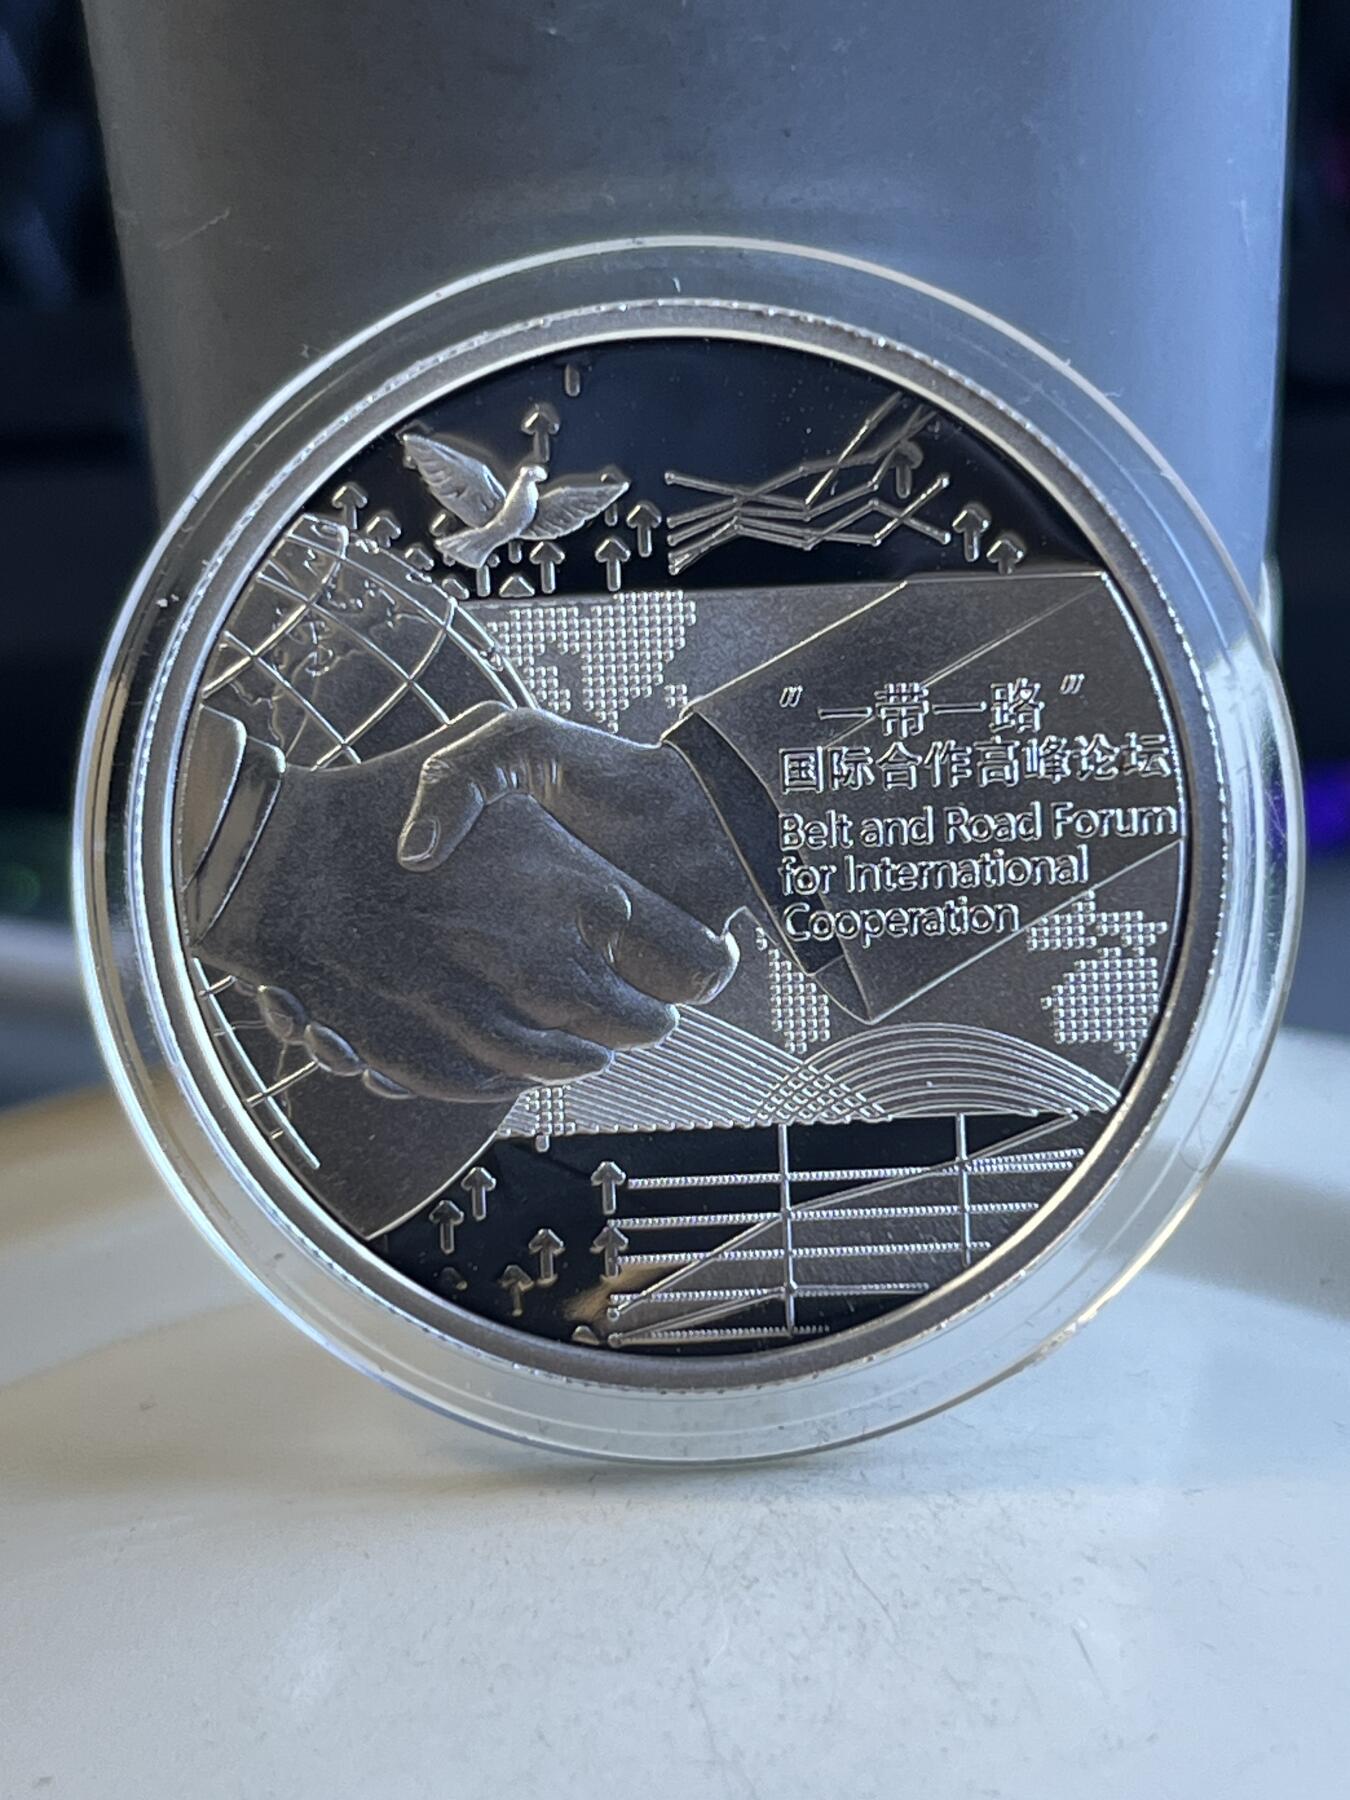 "一带一路"
国际合作高峰论坛
Belt and Road Forum
for International
Cooperation